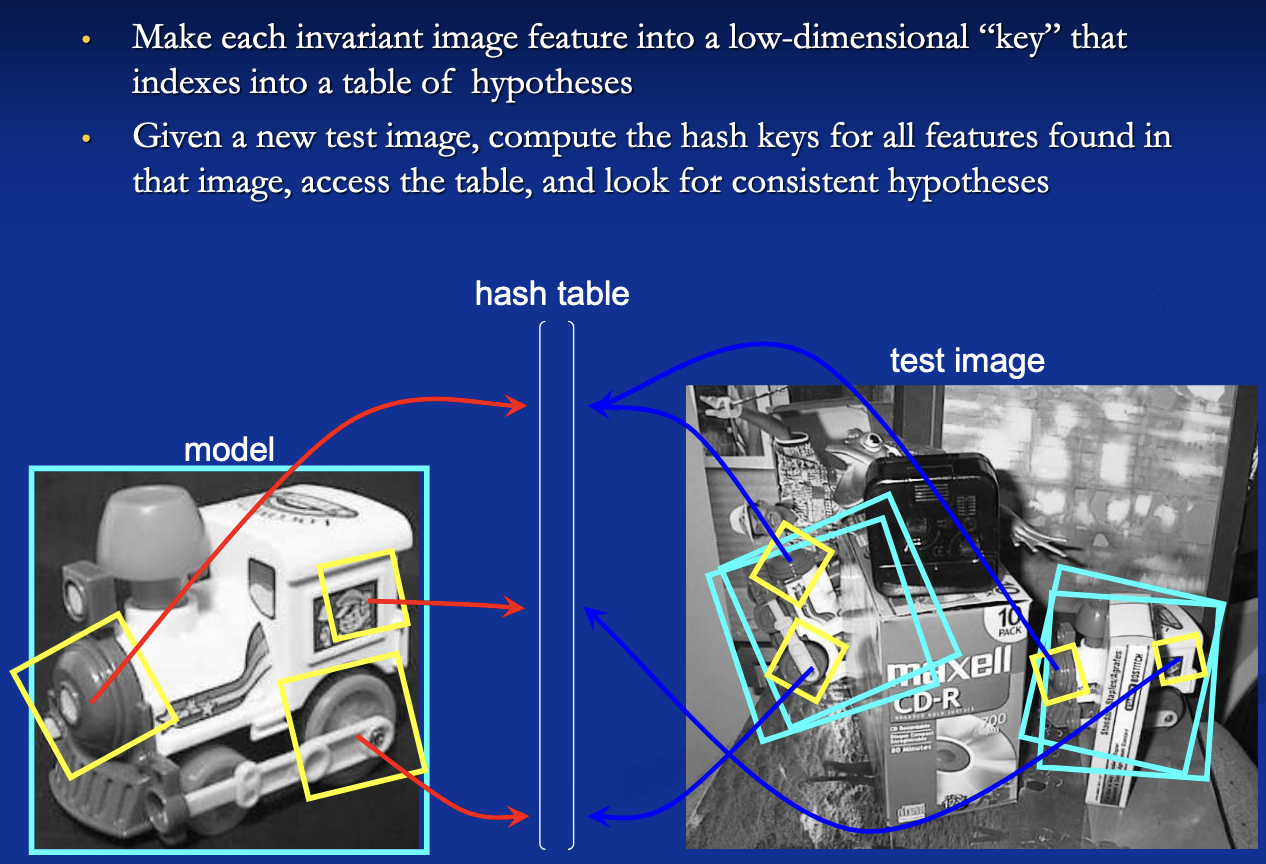 • Make each invariant image feature into a low-dimensional “key” that
indexes into a table of hypotheses
• Given a new test image, compute the hash keys for all features found in
that image, access the table, and look for consistent hypotheses
hash table
test image
model
10
PACK
maxell
CD-R
700
80 Minutes
BOSTITCH